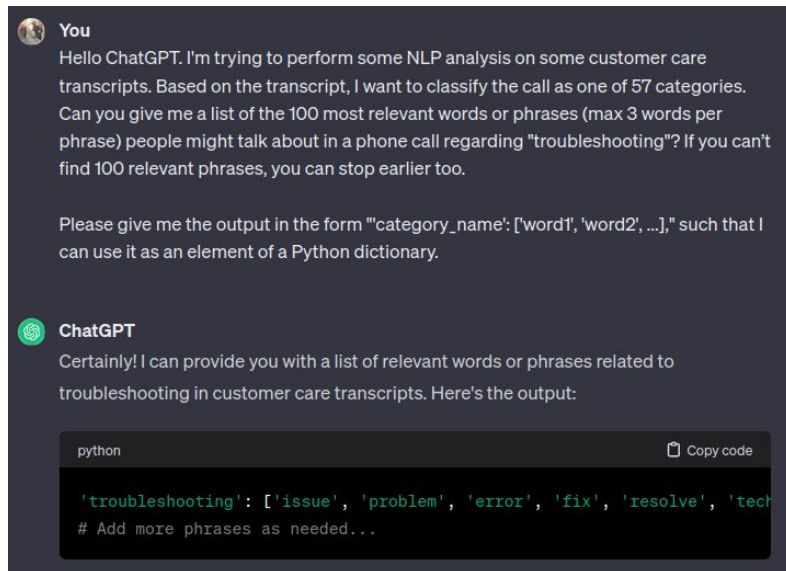 You
Hello ChatGPT. I'm trying to perform some NLP analysis on some customer care
transcripts. Based on the transcript, I want to classify the call as one of 57 categories.
Can you give me a list of the 100 most relevant words or phrases (max 3 words per
phrase) people might talk about in a phone call regarding "troubleshooting"? If you can't
find 100 relevant phrases, you can stop earlier too.
Please give me the output in the form "'category_name': ['word1', 'word2', ...]," such that I
can use it as an element of a Python dictionary.
ChatGPT
Certainly! I can provide you with a list of relevant words or phrases related to
troubleshooting in customer care transcripts. Here's the output:
python Copy code
'troubleshooting': ['issue', 'problem', 'error', 'fix', 'resolve', 'tech
# Add more phrases as needed...